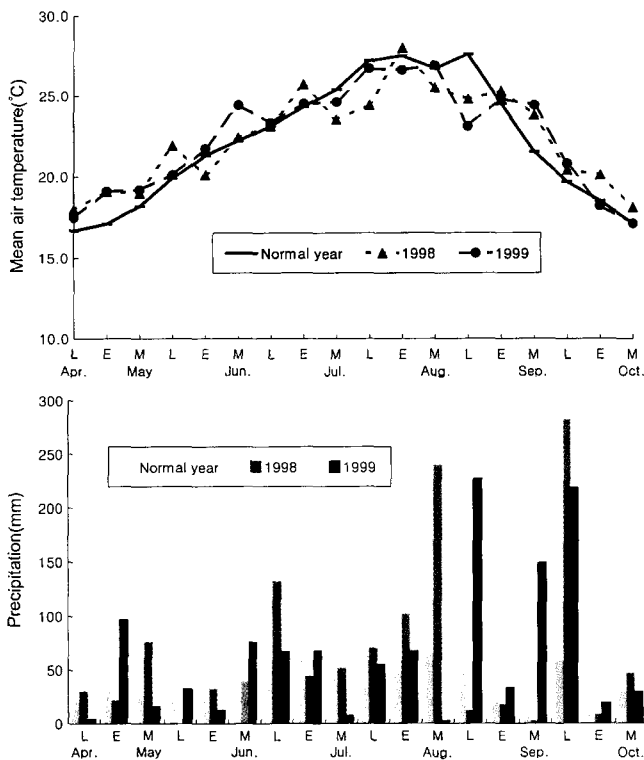 Mean air temperature(°C)
30.0
25.0
20.0
15.0
10.0
Normal year 1998 1999
L E M L E M L E M L E M L E M L E M
Apr. May Jun. Jul. Aug. Sep. Oct.
Precipitation(mm)
300
250
200
150
100
50
0
Normal year 1998 1999
L E M L E M L E M L E M L E M L E M
Apr. May Jun. Jul. Aug. Sep. Oct.